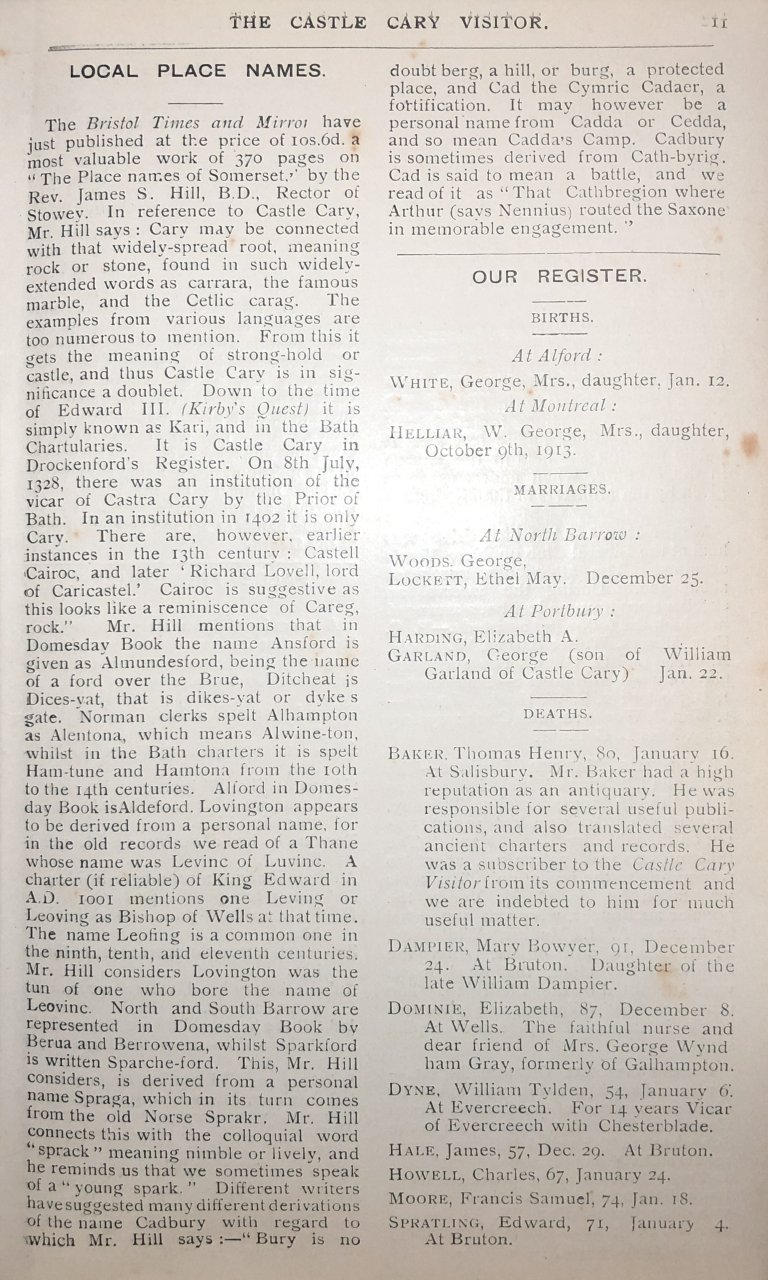 THE CASTLE CARY VISITOR. 11
LOCAL PLACE NAMES.
The Bristol Times and Mirror have
just published at the price of 10s.6d. a
most valuable work of 370 pages on
“ The Place names of Somerset,” by the
Rev. James S. Hill, B.D., Rector of
Stowey. In reference to Castle Cary,
Mr. Hill says : Cary may be connected
with that widely-spread root, meaning
rock or stone, found in such widely-
extended words as carrara, the famous
marble, and the Cetlic carag. The
examples from various languages are
too numerous to mention. From this it
gets the meaning of strong-hold or
castle, and thus Castle Cary is in sig-
nificance a doublet. Down to the time
of Edward III. (Kirby's Quest) it is
simply known as Kari, and in the Bath
Chartularies. It is Castle Cary in
Drockenford's Register. On 8th July,
1328, there was an institution of the
vicar of Castra Cary by the Prior of
Bath. In an institution in 1402 it is only
Cary. There are, however, earlier
instances in the 13th century : Castell
Cairoc, and later ‘ Richard Lovell, lord
of Caricastel.’ Cairoc is suggestive as
this looks like a reminiscence of Careg,
rock.” Mr. Hill mentions that in
Domesday Book the name Ansford is
given as Almundesford, being the name
of a ford over the Brue, Ditcheat is
Dices-yat, that is dikes-yat or dyke s
gate. Norman clerks spelt Alhampton
as Alentona, which means Alwine-ton,
whilst in the Bath charters it is spelt
Ham-tune and Hamtona from the 10th
to the 14th centuries. Alford in Domes-
day Book isAldeford. Lovington appears
to be derived from a personal name, for
in the old records we read of a Thane
whose name was Levinc of Luvinc. A
charter (if reliable) of King Edward in
A.D. 1001 mentions one Leving or
Leoving as Bishop of Wells at that time.
The name Leofing is a common one in
the ninth, tenth, and eleventh centuries.
Mr. Hill considers Lovington was the
tun of one who bore the name of
Leovinc. North and South Barrow are
represented in Domesday Book by
Berua and Berrowena, whilst Sparkford
is written Sparche-ford. This, Mr. Hill
considers, is derived from a personal
name Spraga, which in its turn comes
from the old Norse Sprakr. Mr. Hill
connects this with the colloquial word
“sprack” meaning nimble or lively, and
he reminds us that we sometimes speak
of a “ young spark. ” Different writers
have suggested many different derivations
of the name Cadbury with regard to
which Mr. Hill says :—“ Bury is no
doubt berg, a hill, or burg, a protected
place, and Cad the Cymric Cadaer, a
fortification. It may however be a
personal name from Cadda or Cedda,
and so mean Cadda's Camp. Cadbury
is sometimes derived from Cath-byrig.
Cad is said to mean a battle, and we
read of it as “That Cathbregion where
Arthur (says Nennius) routed the Saxone
in memorable engagement. ”
OUR REGISTER.
BIRTHS.
At Alford :
WHITE, George, Mrs., daughter, Jan. 12.
At Montreal :
HELLIAR, W. George, Mrs., daughter,
October 9th, 1913.
MARRIAGES.
At North Barrow :
WOODS. George,
LOCKETT, Ethel May. December 25.
At Portbury :
HARDING, Elizabeth A.
GARLAND, George (son of William
Garland of Castle Cary) Jan. 22.
DEATHS.
BAKER, Thomas Henry, 80, January 16.
At Salisbury. Mr. Baker had a high
reputation as an antiquary. He was
responsible for several useful publi-
cations, and also translated several
ancient charters and records. He
was a subscriber to the Castle Cary
Visitor from its commencement and
we are indebted to him for much
useful matter.
DAMPIER, Mary Bowyer, 91, December
24. At Bruton. Daughter of the
late William Dampier.
DOMINIE, Elizabeth, 87, December 8.
At Wells. The faithful nurse and
dear friend of Mrs. George Wynd
ham Gray, formerly of Galhampton.
DYNE, William Tylden, 54, January 6.
At Evercreech. For 14 years Vicar
of Evercreech with Chesterblade.
HALE, James, 57, Dec. 29. At Bruton.
HOWELL, Charles, 67, January 24.
MOORE, Francis Samuel, 74, Jan. 18.
SPRATLING, Edward, 71, January 4.
At Bruton.